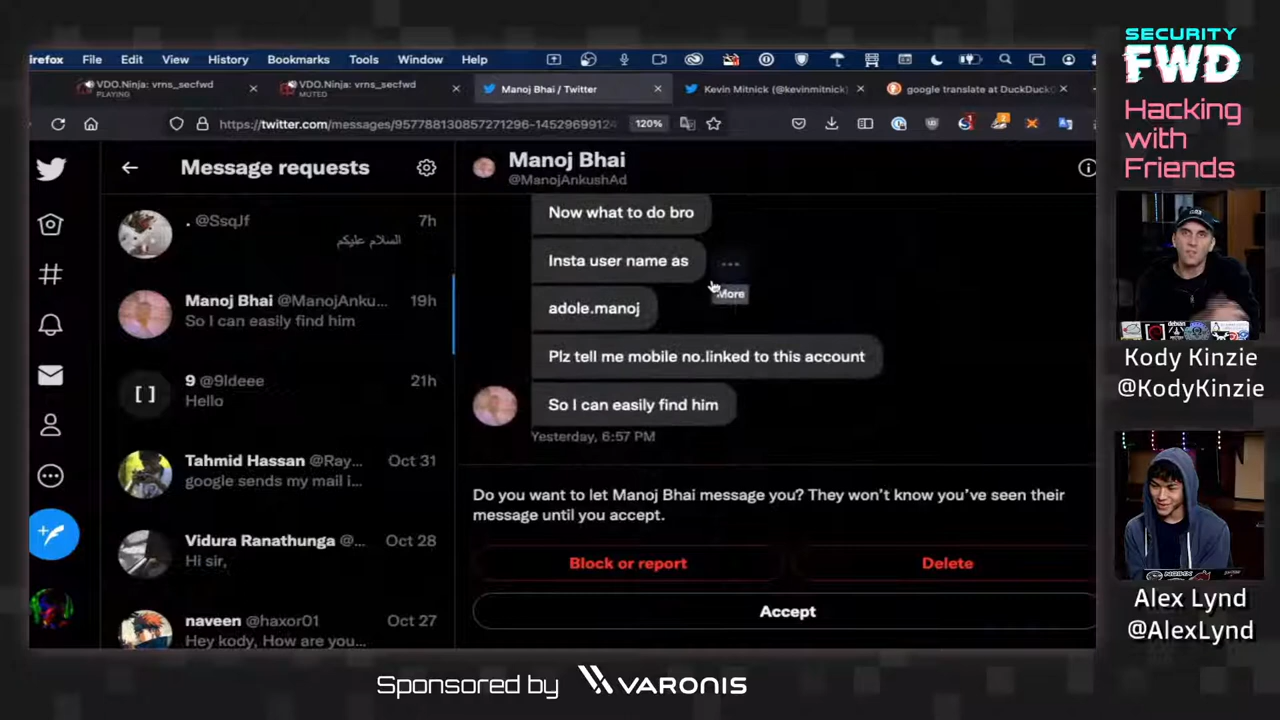 SECURITY
FWD
Hacking
with
Friends
irefox File Edit View History Bookmarks Tools Window Help
VDO.Ninja: vrns_secfwd
PLAYING
VDO.Ninja: vrns_secfwd
MUTED
Manoj Bhai / Twitter
Kevin Mitnick (@kevinmitnick)
google translate at DuckDuckG
https://twitter.com/messages/957788130857271296-14529699124
120%
Message requests
. @SsqJf 7h
السلام عليكم
Manoj Bhai @ManojAnku... 19h
So I can easily find him
9 @9Ideee 21h
[ ]
Hello
Tahmid Hassan @Ray... Oct 31
google sends my mail i...
Vidura Ranathunga @... Oct 28
Hi sir,
naveen @haxor01 Oct 27
Hey kody, How are you...
Manoj Bhai
@ManojAnkushAd
Now what to do bro
Insta user name as
More
adole.manoj
Plz tell me mobile no.linked to this account
So I can easily find him
Yesterday, 6:57 PM
Do you want to let Manoj Bhai message you? They won't know you've seen their
message until you accept.
Block or report
Delete
Accept
Kody Kinzie
@KodyKinzie
Alex Lynd
@AlexLynd
Sponsored by VARONIS